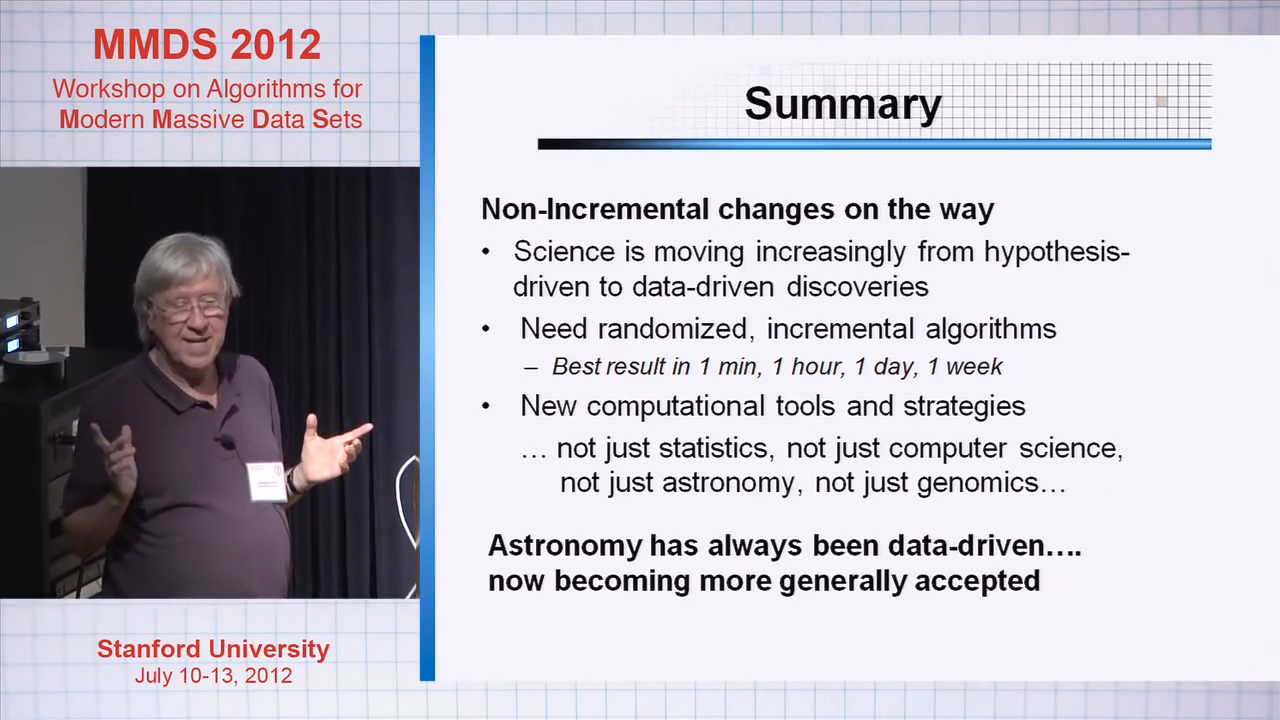 MMDS 2012
Workshop on Algorithms for
Modern Massive Data Sets
Stanford University
July 10-13, 2012
Summary
Non-Incremental changes on the way
• Science is moving increasingly from hypothesis-
driven to data-driven discoveries
• Need randomized, incremental algorithms
– Best result in 1 min, 1 hour, 1 day, 1 week
• New computational tools and strategies
… not just statistics, not just computer science,
not just astronomy, not just genomics…
Astronomy has always been data-driven….
now becoming more generally accepted